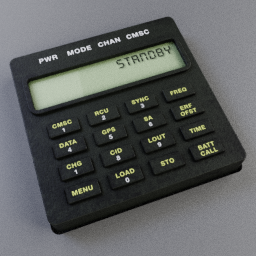 PWR MODE CHAN CMSC
STANDBY
CMSC 1 RCU 2 SYNC 3 FREQ
DATA 4 GPS 5 SA 6 ERF OFST
CHG 1 CID 8 LOUT 9 TIME
MENU LOAD 0 STO BATT CALL